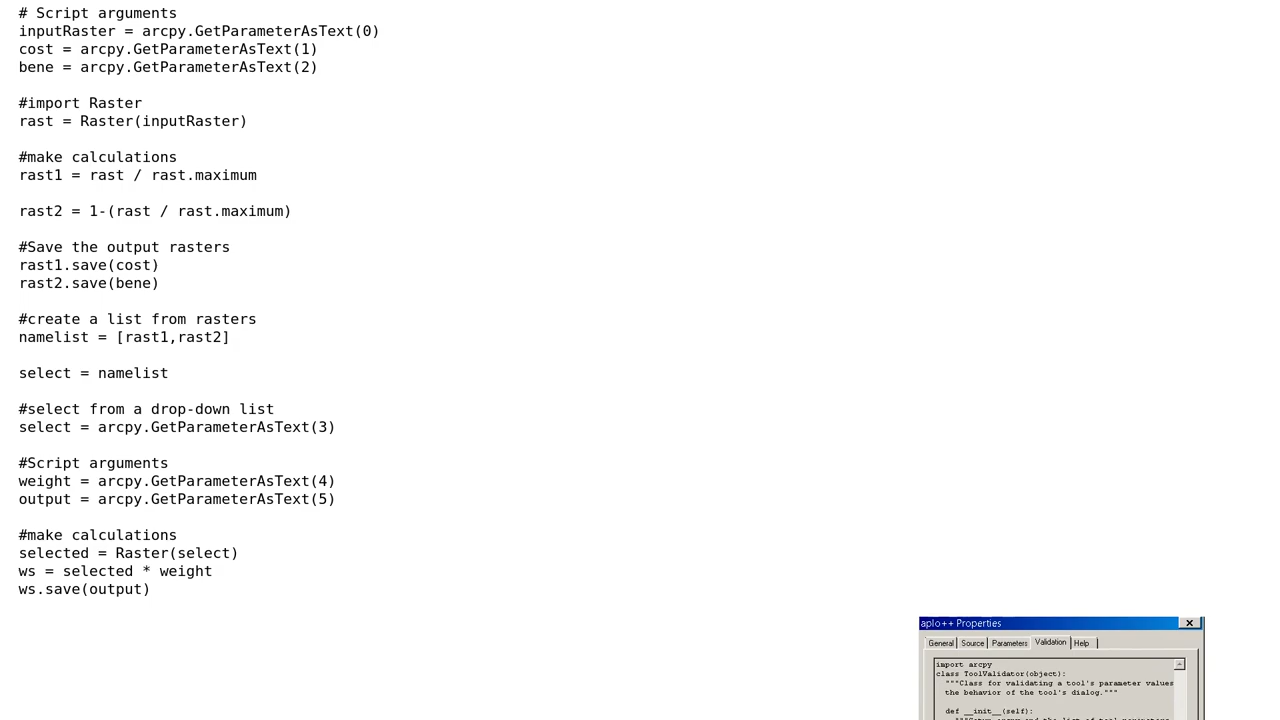 # Script arguments
inputRaster = arcpy.GetParameterAsText(0)
cost = arcpy.GetParameterAsText(1)
bene = arcpy.GetParameterAsText(2)
#import Raster
rast = Raster(inputRaster)
#make calculations
rast1 = rast / rast.maximum
rast2 = 1-(rast / rast.maximum)
#Save the output rasters
rast1.save(cost)
rast2.save(bene)
#create a list from rasters
namelist = [rast1,rast2]
select = namelist
#select from a drop-down list
select = arcpy.GetParameterAsText(3)
#Script arguments
weight = arcpy.GetParameterAsText(4)
output = arcpy.GetParameterAsText(5)
#make calculations
selected = Raster(select)
ws = selected * weight
ws.save(output)
aplo++ Properties
General Source Parameters Validation Help
import arcpy
class ToolValidator(object):
"""Class for validating a tool's parameter values
the behavior of the tool's dialog."""
def __init__(self):